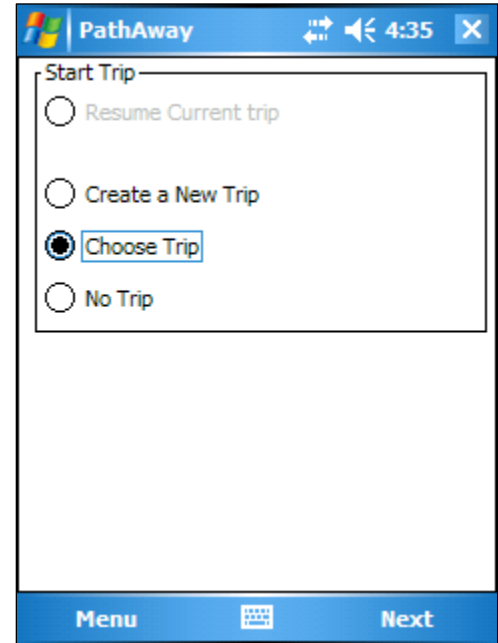 PathAway 4:35
Start Trip
Resume Current trip
Create a New Trip
Choose Trip
No Trip
Menu Next